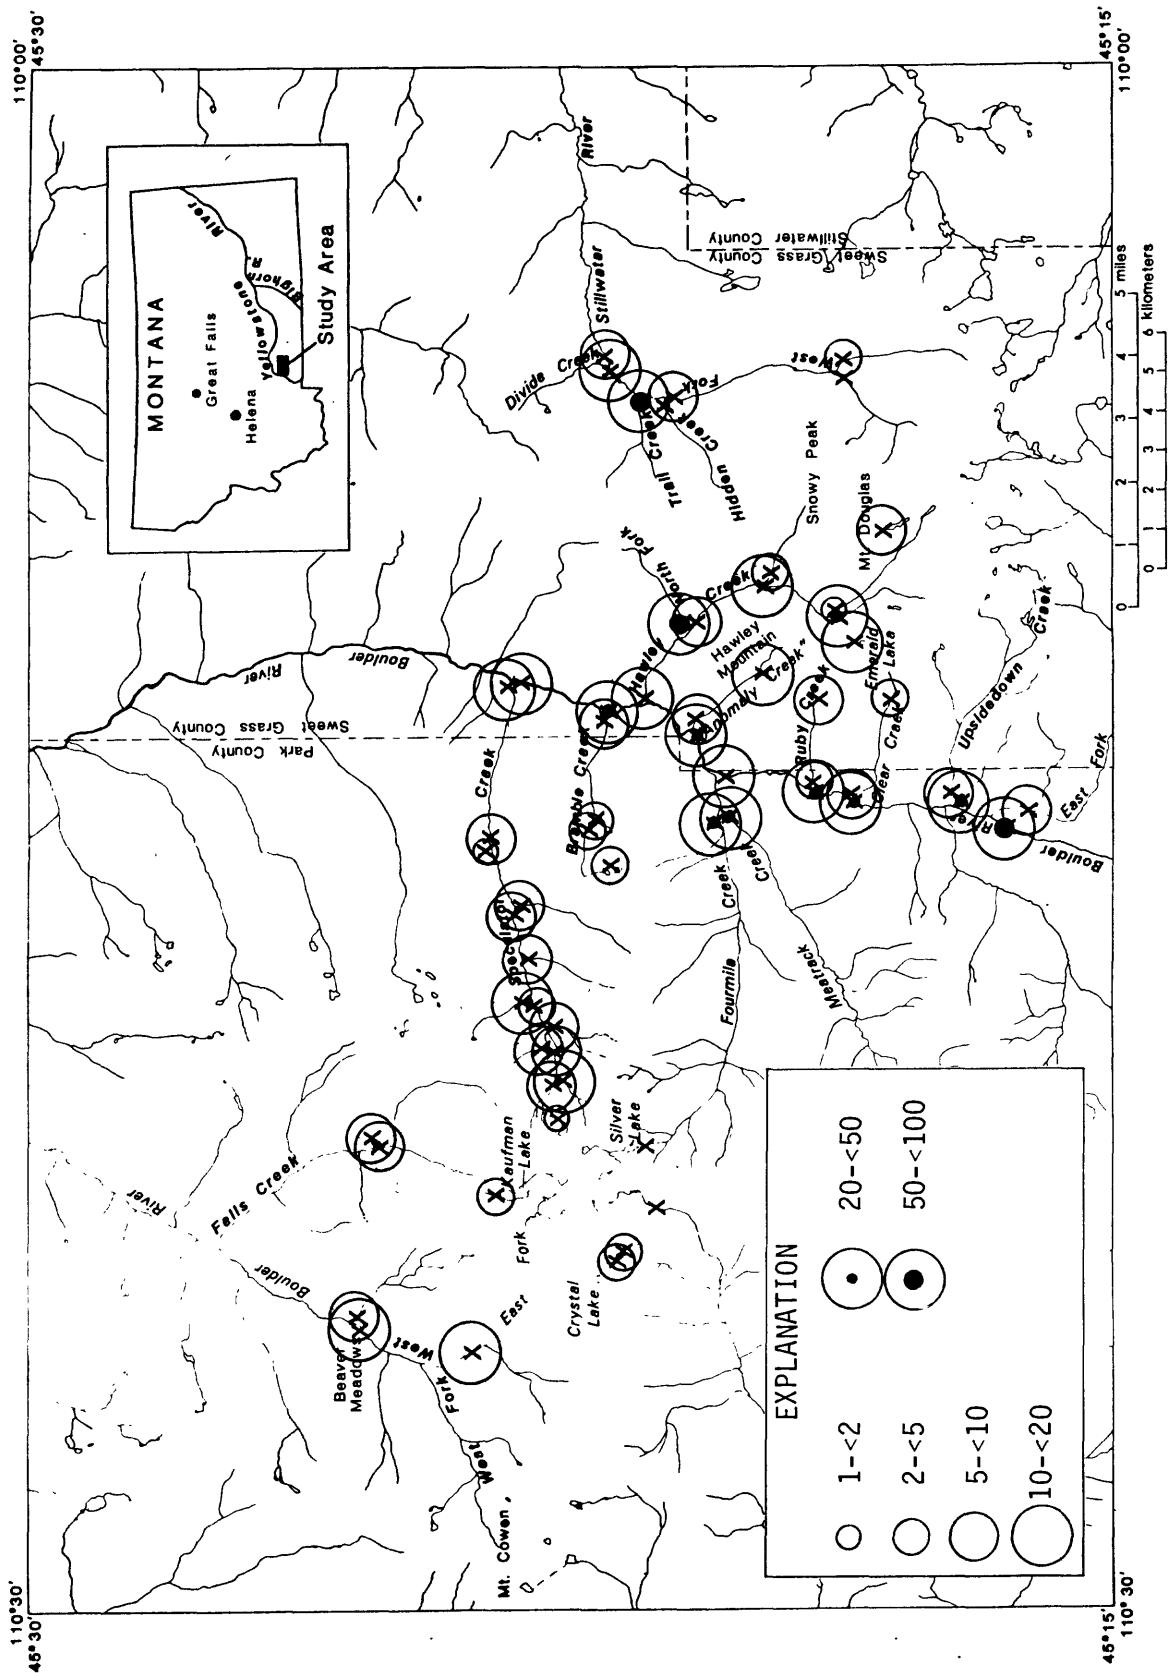 110°30'
45°30'
110°00'
45°30'
MONTANA
Great Falls
Helena
Yellowstone
River
Bighorn
R.
Study Area
River
Boulder
Falls Creek
Beaver
Meadows
West
Fork
West
Fork
East
Fork
Mt. Cowen
Kaufman
Lake
Crystal
Lake
Silver
Lake
Park County
Sweet Grass County
River
Boulder
Speculator
Creek
Bramble
Creek
Fourmile
Creek
Meatrack
Creek
Hawley
Creek
North Fork
Hawley
Mountain
"Anomaly
Creek"
Ruby
Creek
Clear
Creek
Emerald
Lake
Upsidedown
Creek
East
Fork
Boulder
River
Mt. Douglas
Snowy Peak
Divide
Creek
Trail Creek
Hidden Creek
West
Fork
Stillwater
River
Sweet Grass County
Stillwater County
EXPLANATION
1-<2
2-<5
5-<10
10-<20
20-<50
50-<100
0 1 2 3 4 5 miles
0 1 2 3 4 5 6 kilometers
45°15'
110°30'
45°15'
110°00'